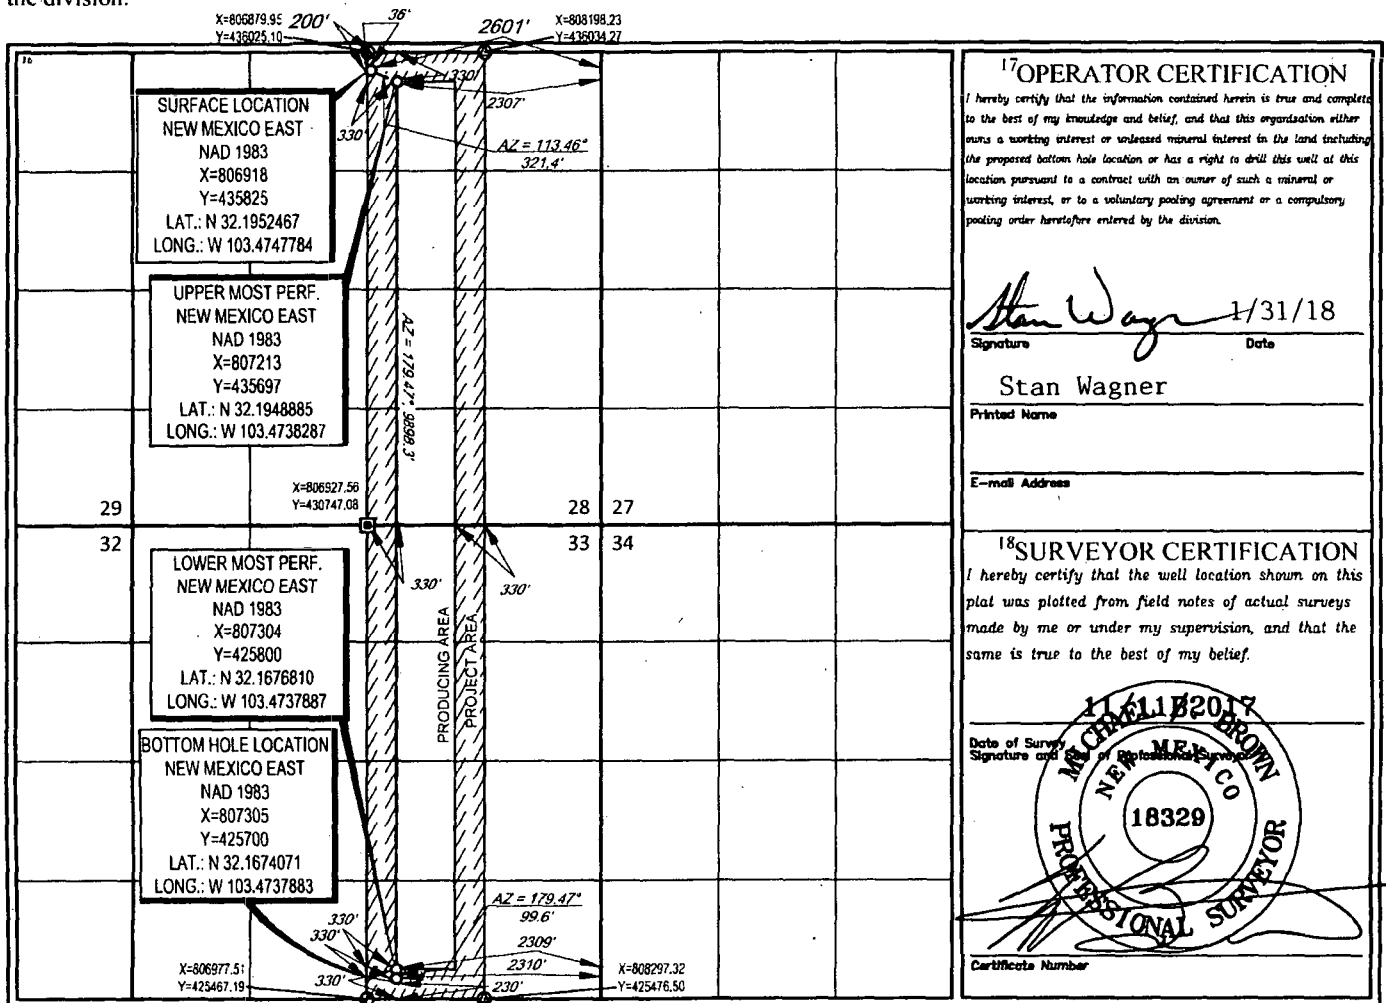 the division.
X=806879.95
Y=436025.10
200'
36'
2601'
X=808198.23
Y=436034.27
16
330'
2307'
330'
AZ = 113.46°
321.4'
SURFACE LOCATION
NEW MEXICO EAST
NAD 1983
X=806918
Y=435825
LAT.: N 32.1952467
LONG.: W 103.4747784
UPPER MOST PERF.
NEW MEXICO EAST
NAD 1983
X=807213
Y=435697
LAT.: N 32.1948885
LONG.: W 103.4738287
AZ = 179.47°, 9898.3'
X=806927.56
Y=430747.08
29
28
27
32
33
34
330'
330'
LOWER MOST PERF.
NEW MEXICO EAST
NAD 1983
X=807304
Y=425800
LAT.: N 32.1676810
LONG.: W 103.4737887
PRODUCING AREA
PROJECT AREA
BOTTOM HOLE LOCATION
NEW MEXICO EAST
NAD 1983
X=807305
Y=425700
LAT.: N 32.1674071
LONG.: W 103.4737883
AZ = 179.47°
99.6'
330'
330'
2309'
2310'
330'
230'
X=806977.51
Y=425467.19
X=808297.32
Y=425476.50
17 OPERATOR CERTIFICATION
I hereby certify that the information contained herein is true and complete
to the best of my knowledge and belief, and that this organization either
owns a working interest or unleased mineral interest in the land including
the proposed bottom hole location or has a right to drill this well at this
location pursuant to a contract with an owner of such a mineral or
working interest, or to a voluntary pooling agreement or a compulsory
pooling order heretofore entered by the division.
Stan Wagner 1/31/18
Signature Date
Stan Wagner
Printed Name
E-mail Address
18 SURVEYOR CERTIFICATION
I hereby certify that the well location shown on this
plat was plotted from field notes of actual surveys
made by me or under my supervision, and that the
same is true to the best of my belief.
Date of Survey
Signature and Seal of Professional Surveyor
BROWN
NEW MEXICO
18329
PROFESSIONAL SURVEYOR
Certificate Number